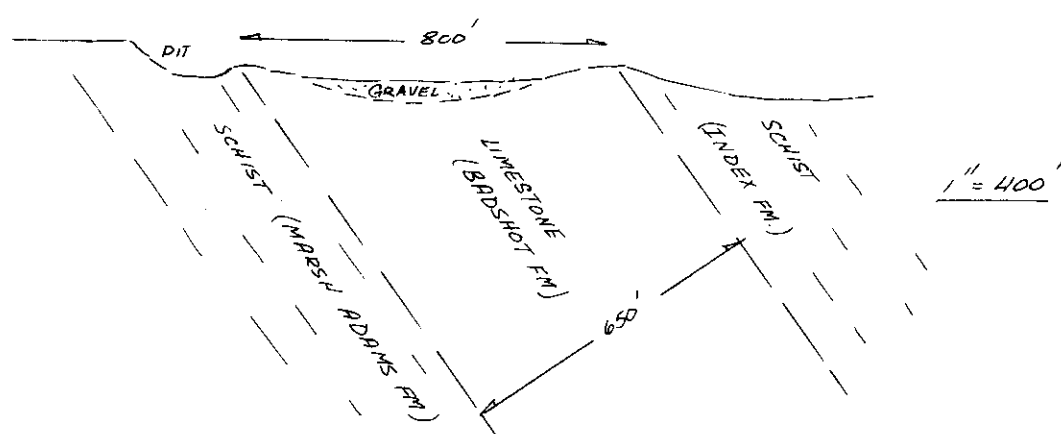 800'
PIT
GRAVEL
SCHIST (MARSH ADAMS FM)
LIMESTONE
(BADSHOT FM)
SCHIST
(INDEX FM.)
1" = 400'
650'